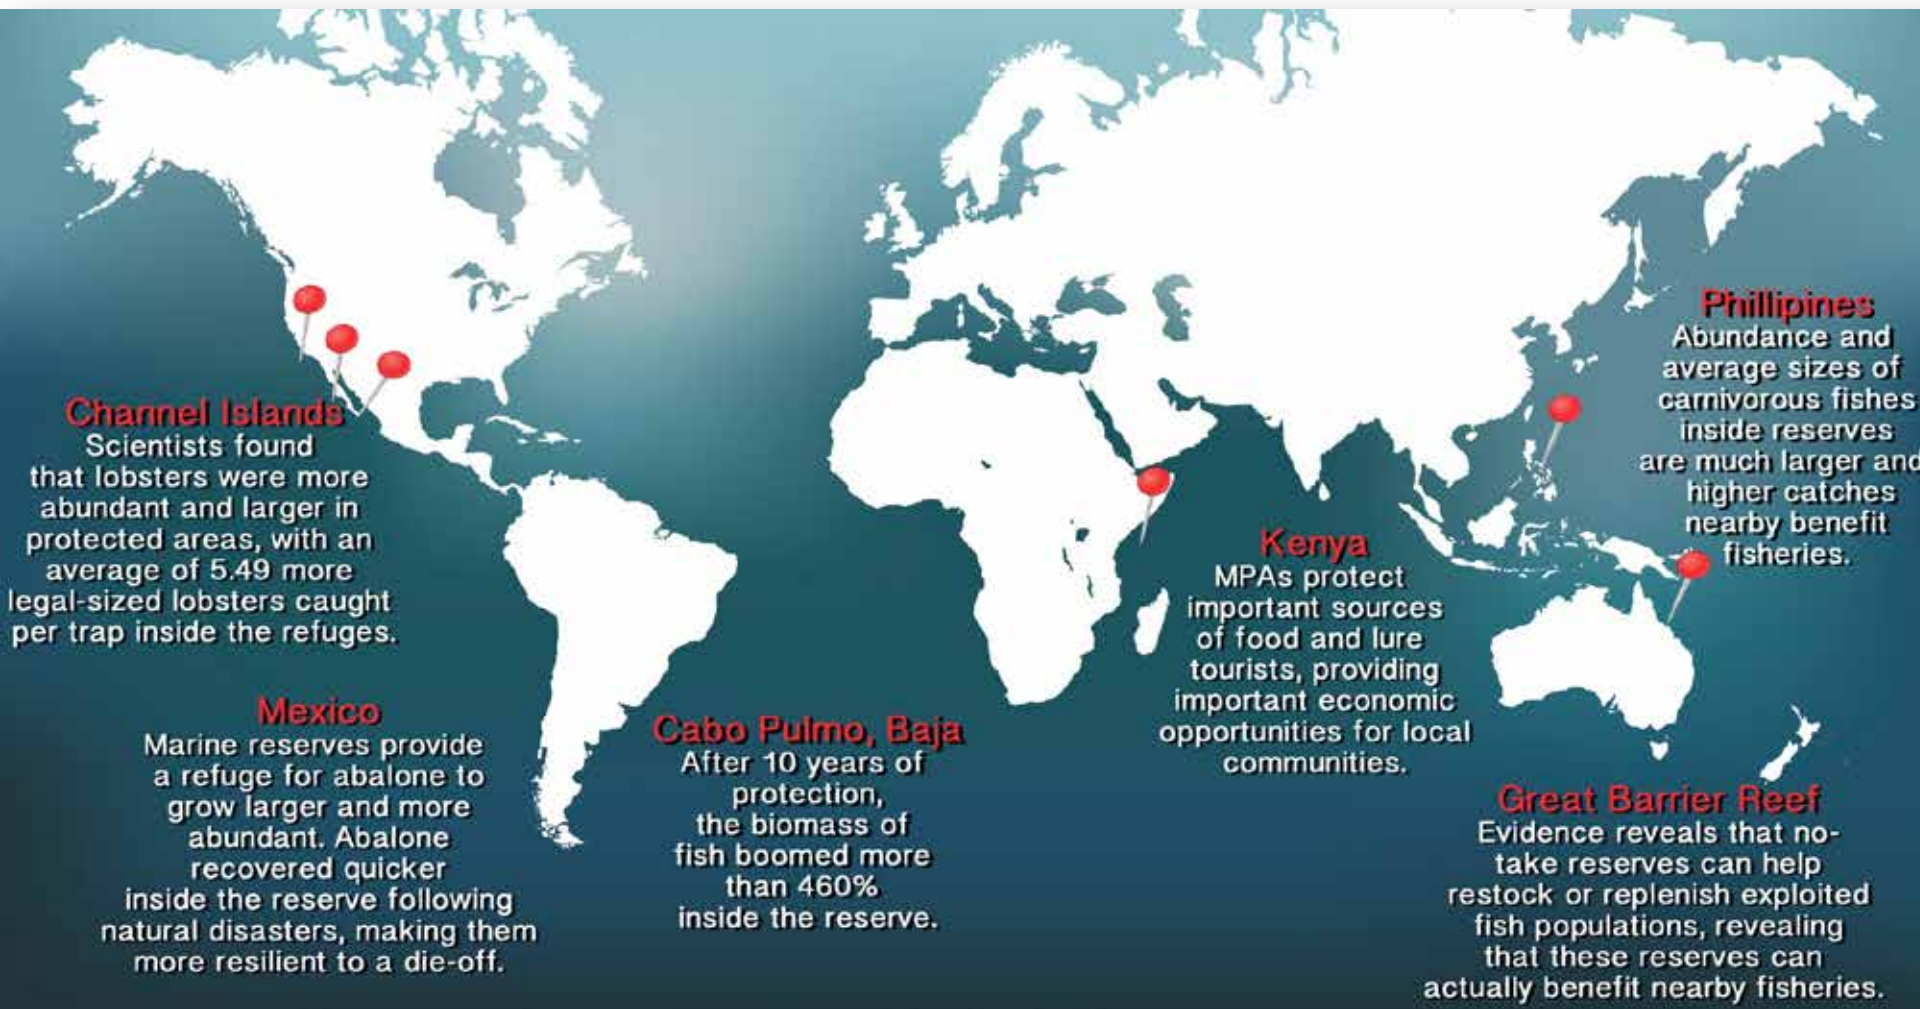 Channel Islands
Scientists found
that lobsters were more
abundant and larger in
protected areas, with an
average of 5.49 more
legal-sized lobsters caught
per trap inside the refuges.
Mexico
Marine reserves provide
a refuge for abalone to
grow larger and more
abundant. Abalone
recovered quicker
inside the reserve following
natural disasters, making them
more resilient to a die-off.
Cabo Pulmo, Baja
After 10 years of
protection,
the biomass of
fish boomed more
than 460%
inside the reserve.
Kenya
MPAs protect
important sources
of food and lure
tourists, providing
important economic
opportunities for local
communities.
Phillipines
Abundance and
average sizes of
carnivorous fishes
inside reserves
are much larger and
higher catches
nearby benefit
fisheries.
Great Barrier Reef
Evidence reveals that no-
take reserves can help
restock or replenish exploited
fish populations, revealing
that these reserves can
actually benefit nearby fisheries.